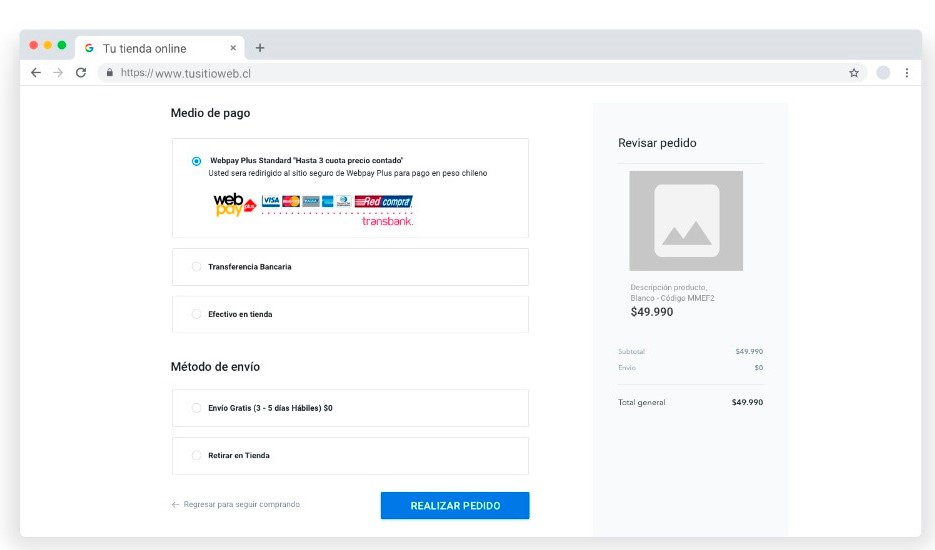 Tu tienda online
https://www.tusitioweb.cl
Medio de pago
Webpay Plus Standard "Hasta 3 cuota precio contado"
Usted sera redirigido al sitio seguro de Webpay Plus para pago en peso chileno
web
pay plus
VISA
Red compra
transbank.
Transferencia Bancaria
Efectivo en tienda
Método de envío
Envío Gratis (3 - 5 días Hábiles) $0
Retirar en Tienda
← Regresar para seguir comprando
REALIZAR PEDIDO
Revisar pedido
Descripción producto,
Blanco - Código MMEF2
$49.990
Subtotal $49.990
Envío $0
Total general $49.990